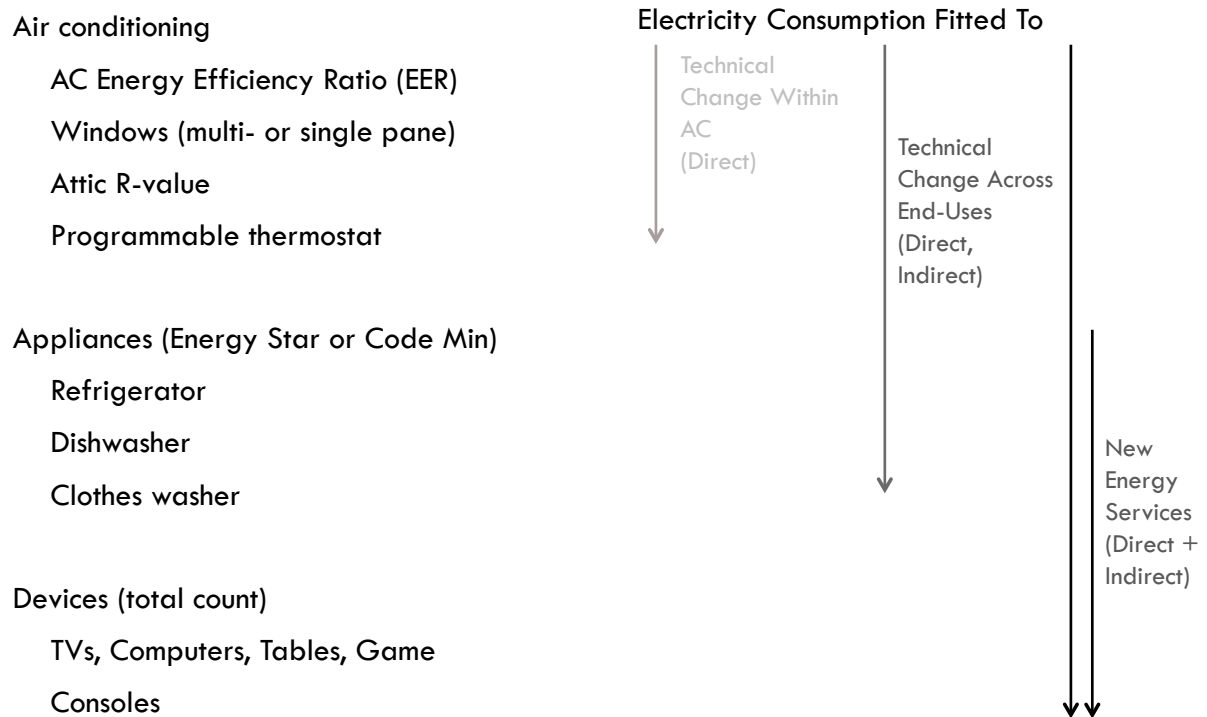 Air conditioning
AC Energy Efficiency Ratio (EER)
Windows (multi- or single pane)
Attic R-value
Programmable thermostat
Appliances (Energy Star or Code Min)
Refrigerator
Dishwasher
Clothes washer
Devices (total count)
TVs, Computers, Tables, Game
Consoles
Electricity Consumption Fitted To
Technical
Change Within
AC
(Direct)
Technical
Change Across
End-Uses
(Direct,
Indirect)
New
Energy
Services
(Direct +
Indirect)